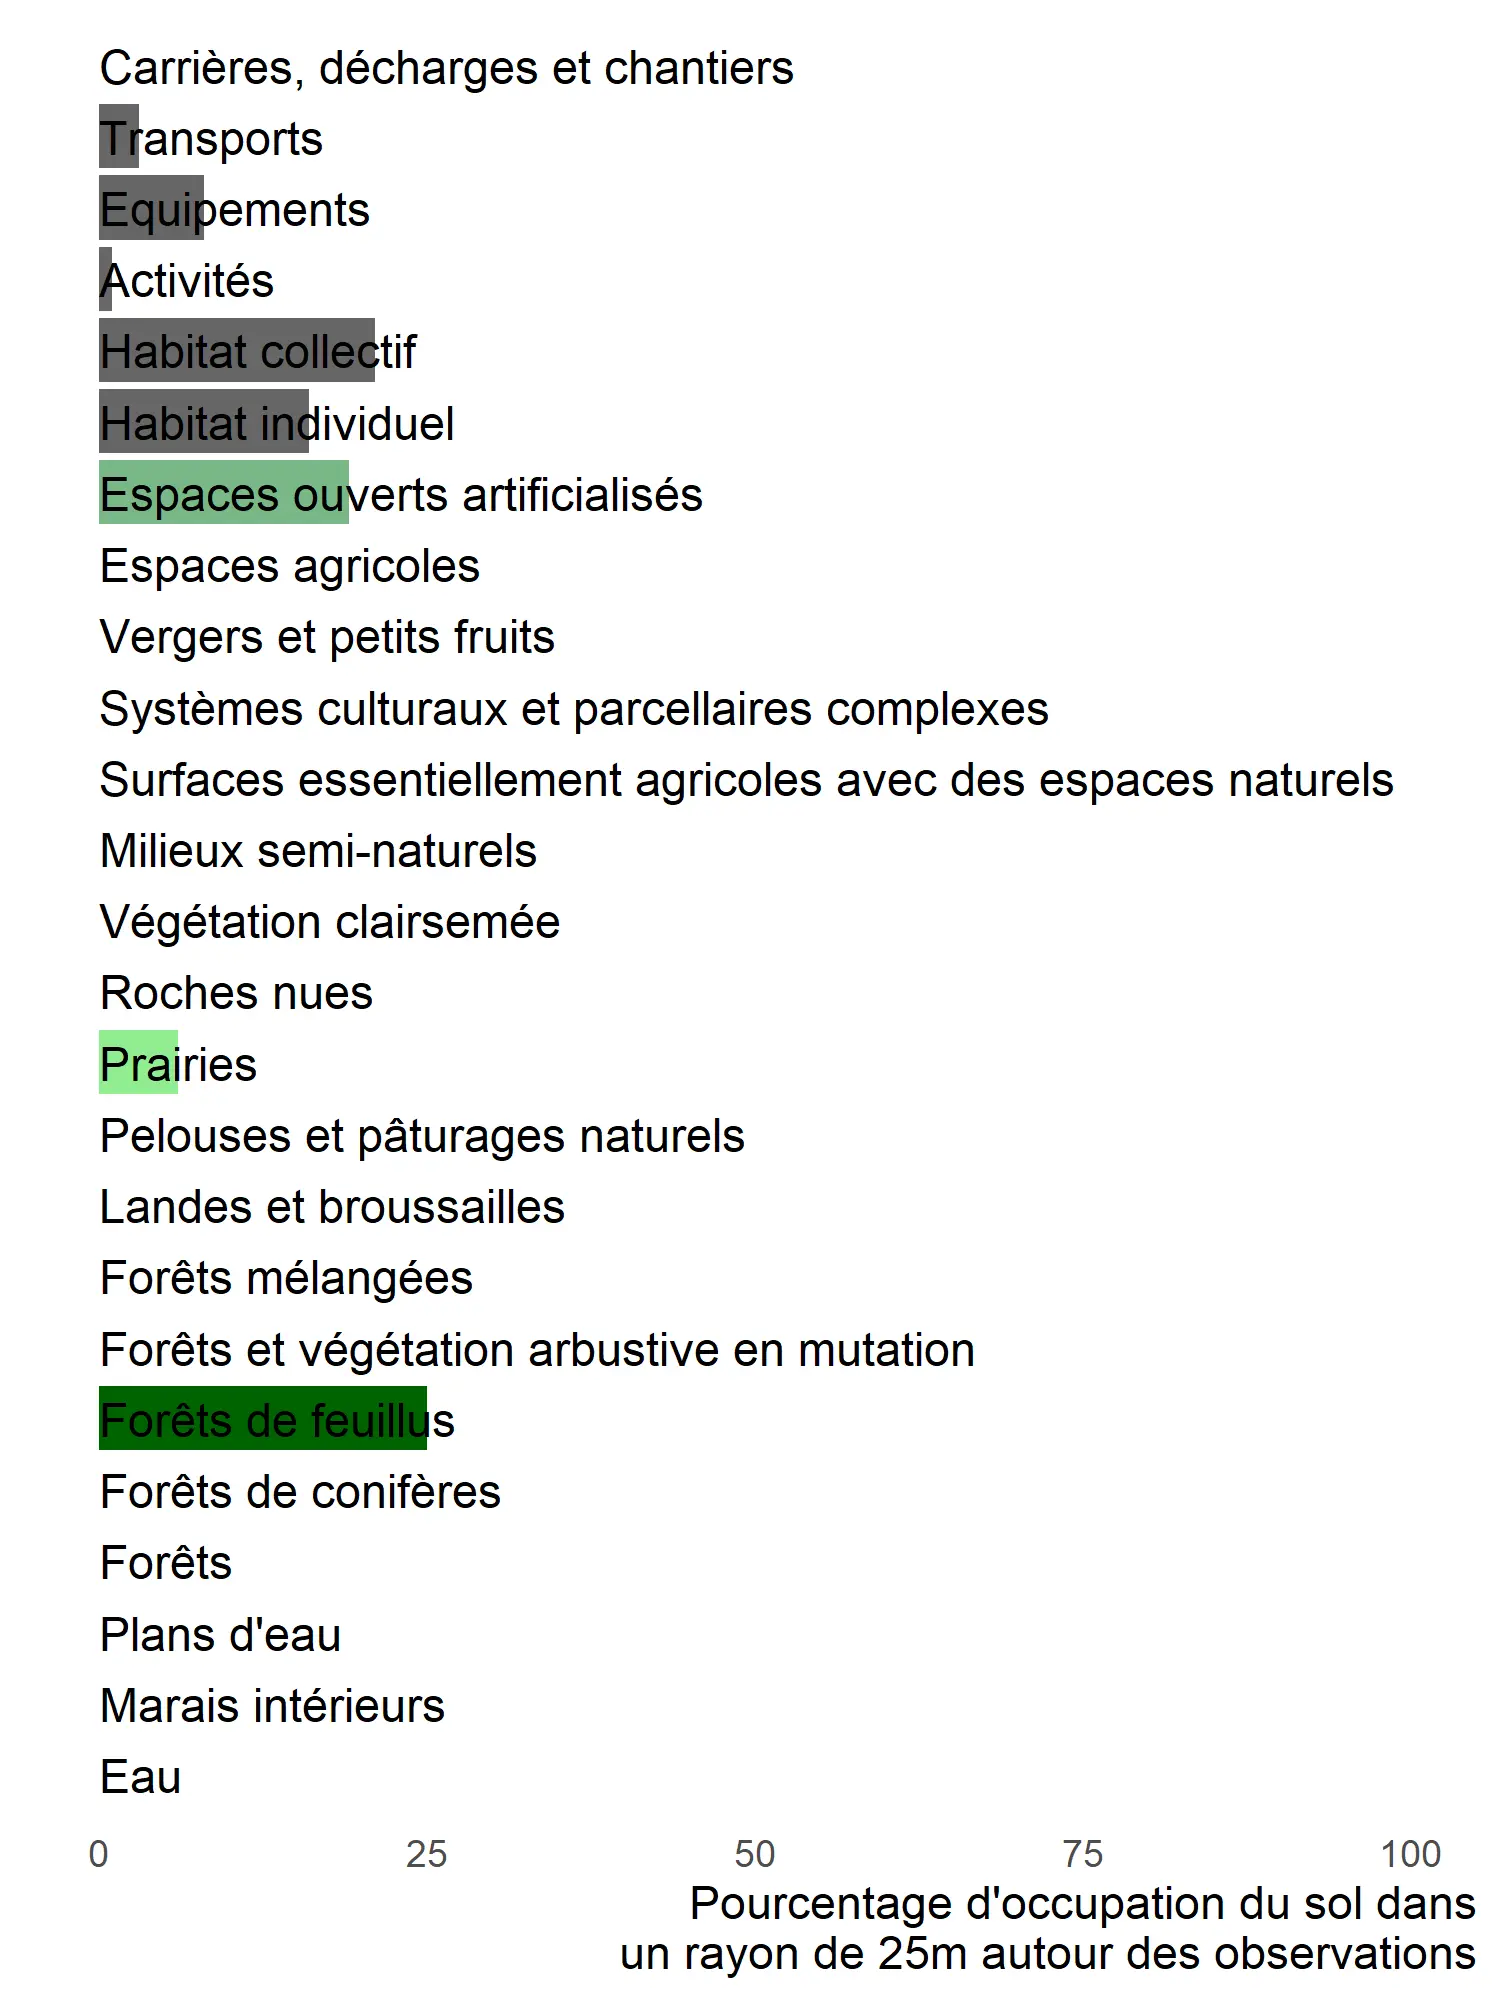 Carrières, décharges et chantiers
Transports
Equipements
Activités
Habitat collectif
Habitat individuel
Espaces ouverts artificialisés
Espaces agricoles
Vergers et petits fruits
Systèmes culturaux et parcellaires complexes
Surfaces essentiellement agricoles avec des espaces naturels
Milieux semi-naturels
Végétation clairsemée
Roches nues
Prairies
Pelouses et pâturages naturels
Landes et broussailles
Forêts mélangées
Forêts et végétation arbustive en mutation
Forêts de feuillus
Forêts de conifères
Forêts
Plans d'eau
Marais intérieurs
Eau
0 25 50 75 100
Pourcentage d'occupation du sol dans
un rayon de 25m autour des observations